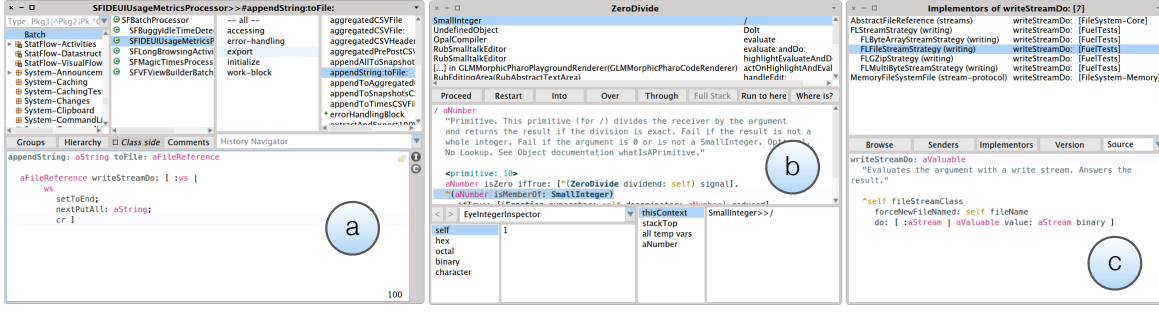 SFIDEUIUsageMetricsProcessor>>#appendString:toFile:
Type: Pkg1|^Pkg2|Pk.*C
Batch
StatFlow-Activities
StatFlow-Datastruct
StatFlow-VisualFlow
System-Announcem
System-Caching
System-CachingTest
System-Changes
System-Clipboard
System-CommandLi
SFBatchProcessor
SFBuggyIdleTimeDete
SFIDEUIUsageMetricsP
SFLongBrowsingActivi
SFMagicTimesProcess
SFVFViewBuilderBatch
-- all --
accessing
error-handling
export
initialize
work-block
aggregatedCSVFile
aggregatedCSVFile:
aggregatedCSVHeader
aggregatedPrePostCSV
appendAllToSnapshot
appendString:toFile:
appendToAggregated
appendToSnapshotsC
appendToTimesCSVFil
errorHandlingBlock
Groups Hierarchy Class side Comments History Navigator
appendString: aString toFile: aFileReference
aFileReference writeStreamDo: [ :ws |
ws
setToEnd;
nextPutAll: aString;
cr ]
a
100
ZeroDivide
SmallInteger /
UndefinedObject DoIt
OpalCompiler evaluate
RubSmalltalkEditor evaluate:andDo:
RubSmalltalkEditor highlightEvaluateAndD
[...] in GLMMorphicPharoPlaygroundRenderer(GLMMorphicPharoCodeRenderer) actOnHighlightAndEval
RubEditingArea(RubAbstractTextArea) handleEdit:
Proceed Restart Into Over Through Full Stack Run to here Where is?
/ aNumber
"Primitive. This primitive (for /) divides the receiver by the argument
and returns the result if the division is exact. Fail if the result is not a
whole integer. Fail if the argument is 0 or is not a SmallInteger.
No Lookup. See Object documentation whatIsAPrimitive."
<primitive: 10>
aNumber isZero ifTrue: [^(ZeroDivide dividend: self) signal].
^(aNumber isMemberOf: SmallInteger)
b
< > EyeIntegerInspector
self
hex
octal
binary
character
1
thisContext
stackTop
all temp vars
aNumber
SmallInteger>>/
Implementors of writeStreamDo: [7]
AbstractFileReference (streams) writeStreamDo: [FileSystem-Core]
FLStreamStrategy (writing) writeStreamDo: [FuelTests]
FLByteArrayStreamStrategy (writing) writeStreamDo: [FuelTests]
FLFileStreamStrategy (writing) writeStreamDo: [FuelTests]
FLGZipStrategy (writing) writeStreamDo: [FuelTests]
FLMultiByteStreamStrategy (writing) writeStreamDo: [FuelTests]
MemoryFileSystemFile (stream-protocol) writeStreamDo: [FileSystem-Memory]
Browse Senders Implementors Version Source
writeStreamDo: aValuable
"Evaluates the argument with a write stream. Answers the
result."
^self fileStreamClass
forceNewFileNamed: self fileName
do: [ :aStream | aValuable value: aStream binary ]
c